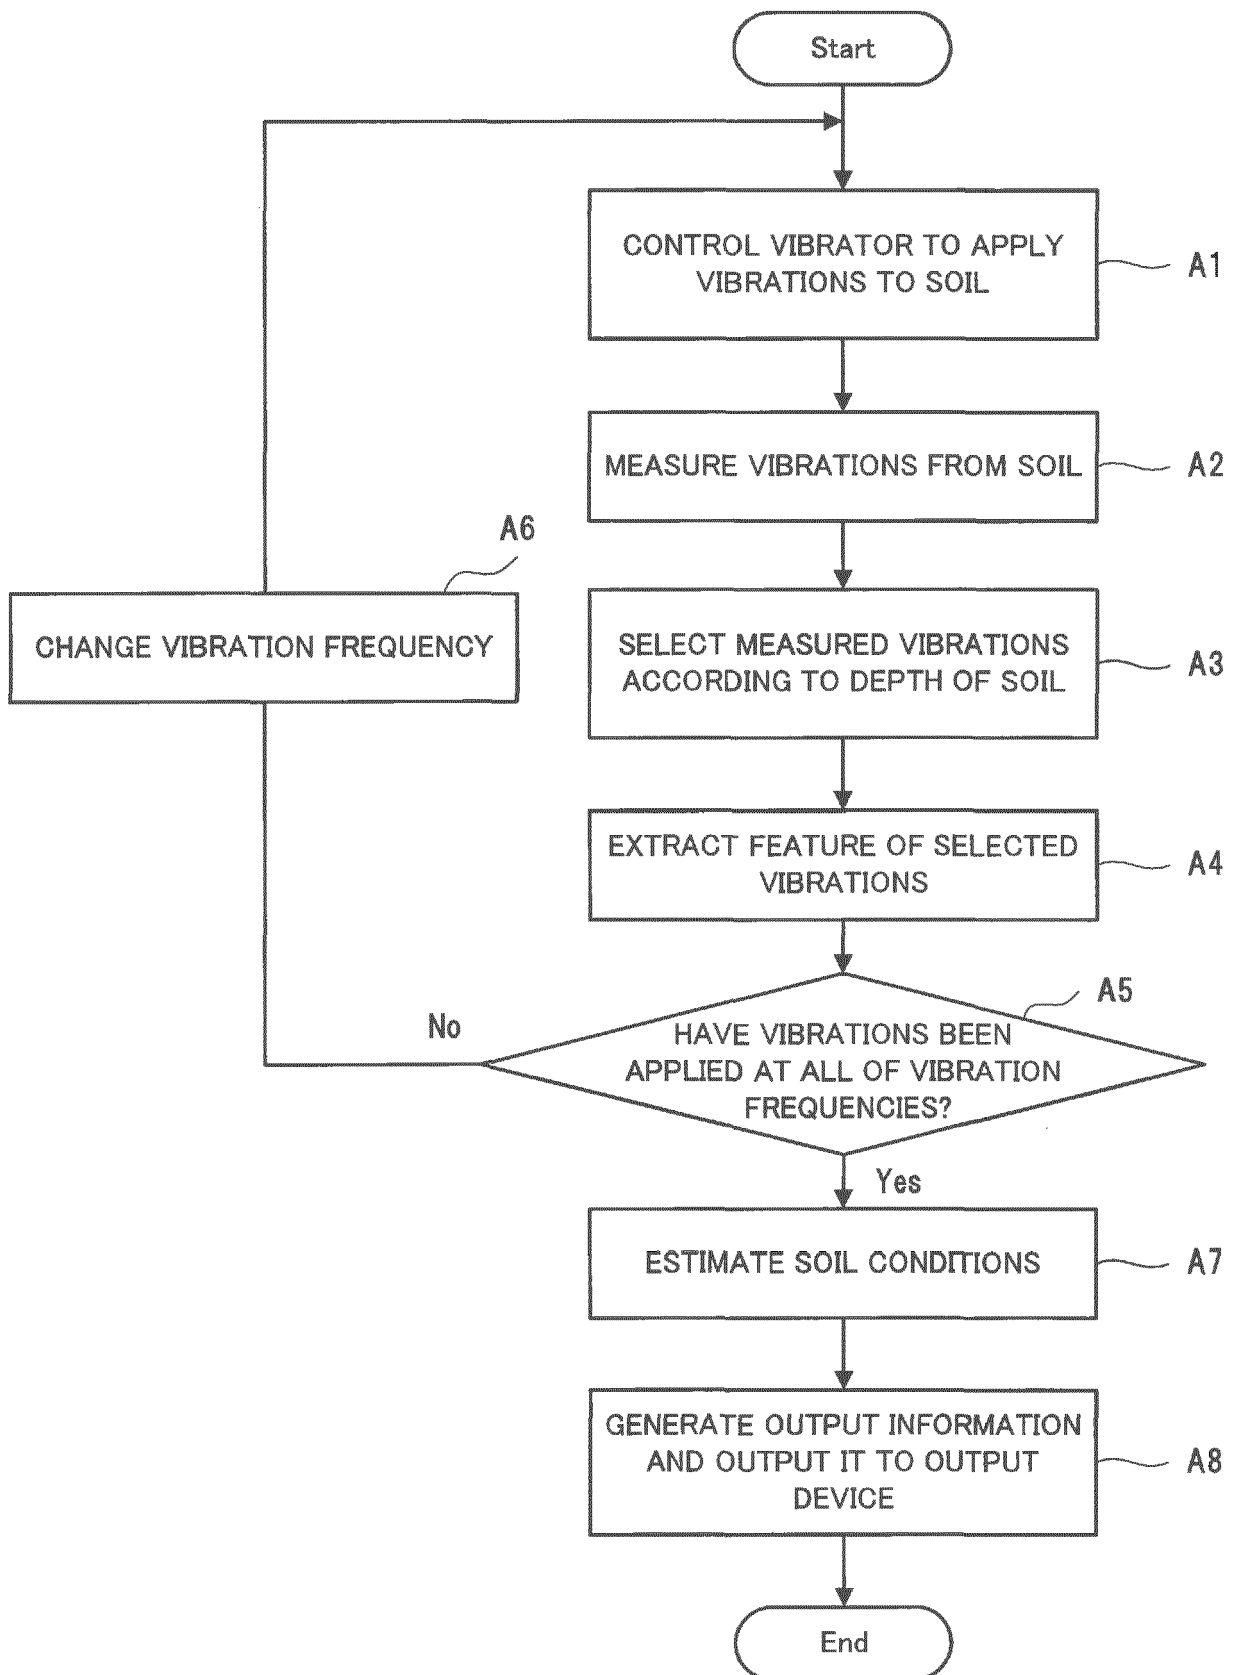 Start
CONTROL VIBRATOR TO APPLY
VIBRATIONS TO SOIL
A1
MEASURE VIBRATIONS FROM SOIL
A2
A6
CHANGE VIBRATION FREQUENCY
SELECT MEASURED VIBRATIONS
ACCORDING TO DEPTH OF SOIL
A3
EXTRACT FEATURE OF SELECTED
VIBRATIONS
A4
A5
No
HAVE VIBRATIONS BEEN
APPLIED AT ALL OF VIBRATION
FREQUENCIES?
Yes
ESTIMATE SOIL CONDITIONS
A7
GENERATE OUTPUT INFORMATION
AND OUTPUT IT TO OUTPUT
DEVICE
A8
End